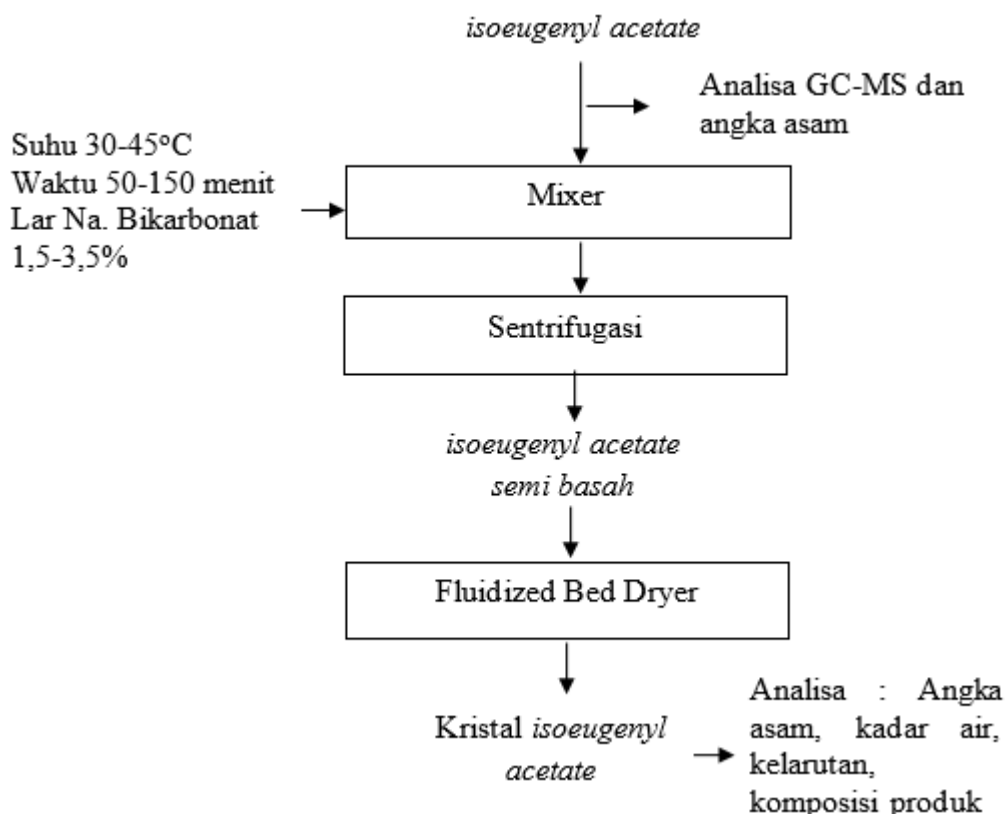 isoeugenyl acetate
Analisa GC-MS dan
angka asam
Suhu 30-45°C
Waktu 50-150 menit
Lar Na. Bikarbonat
1,5-3,5%
Mixer
Sentrifugasi
isoeugenyl acetate
semi basah
Fluidized Bed Dryer
Kristal isoeugenyl
acetate
Analisa : Angka
asam, kadar air,
kelarutan,
komposisi produk